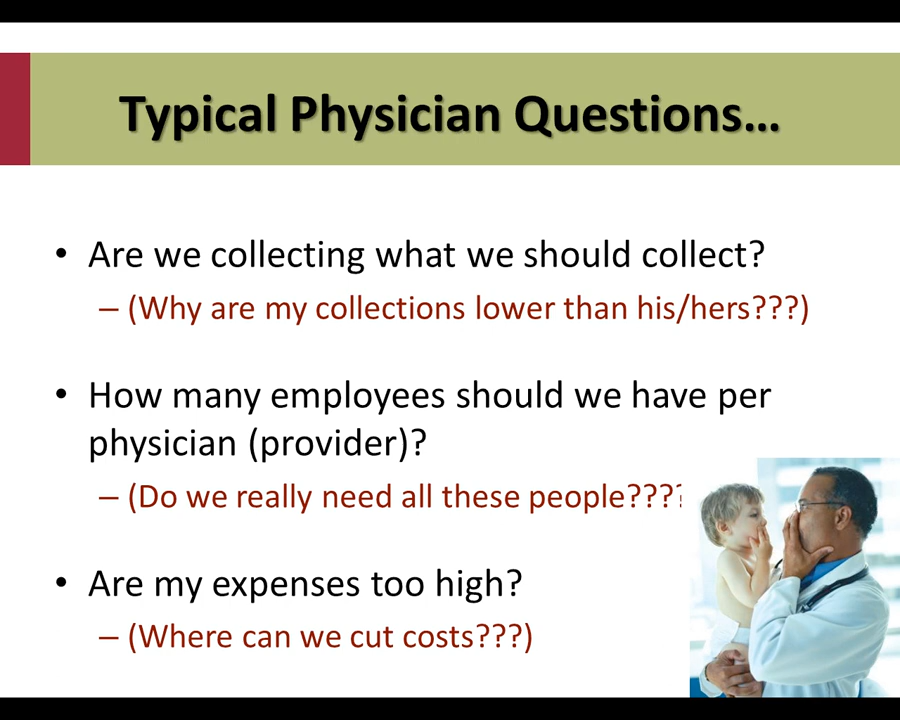 Typical Physician Questions…
• Are we collecting what we should collect?
– (Why are my collections lower than his/hers???)
• How many employees should we have per
physician (provider)?
– (Do we really need all these people????
• Are my expenses too high?
– (Where can we cut costs???)